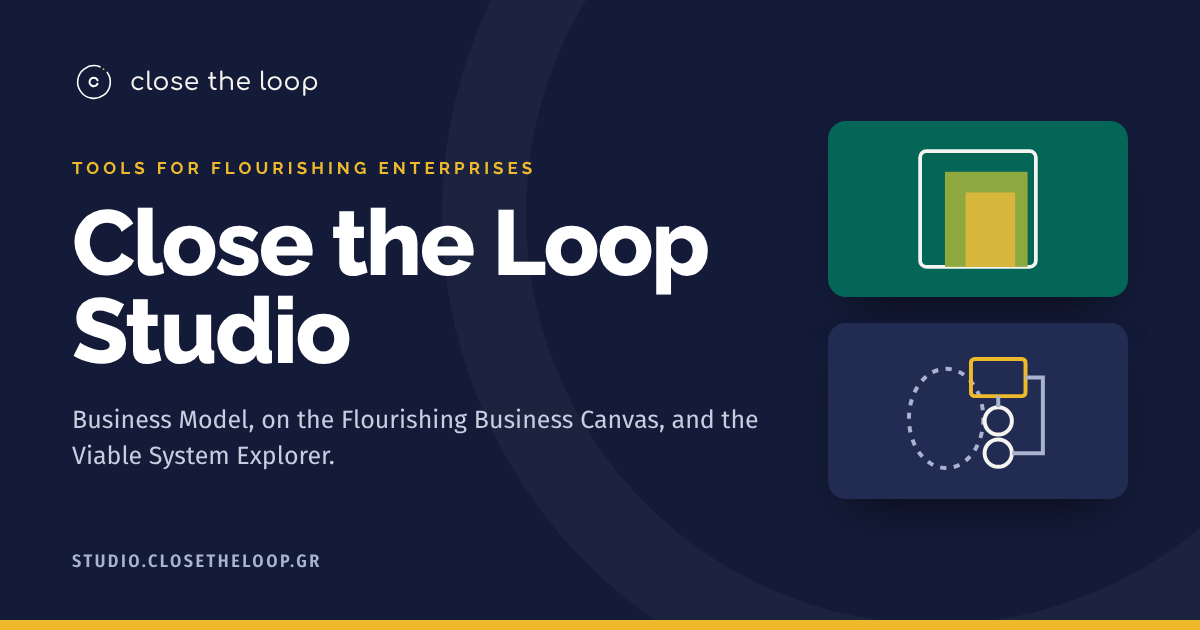 c close the loop
TOOLS FOR FLOURISHING ENTERPRISES
Close the Loop
Studio
Business Model, on the Flourishing Business Canvas, and the
Viable System Explorer.
STUDIO.CLOSETHELOOP.GR